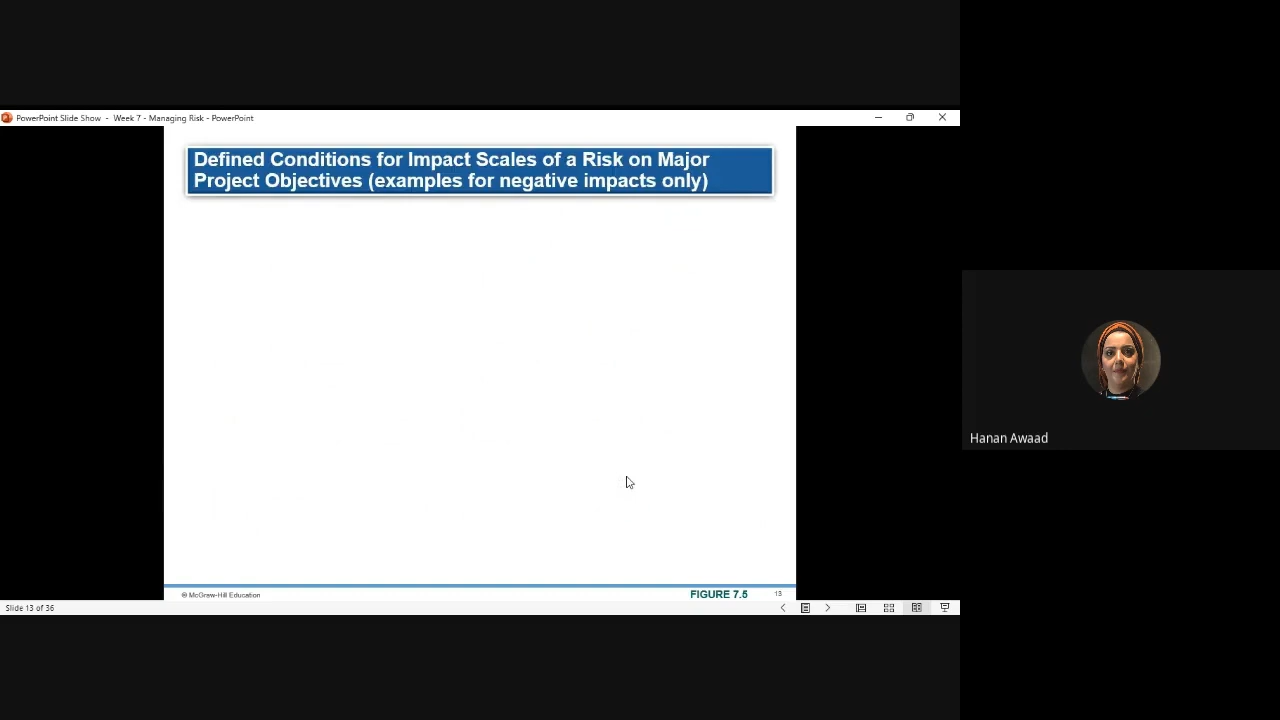 PowerPoint Slide Show - Week 7 - Managing Risk - PowerPoint
Defined Conditions for Impact Scales of a Risk on Major
Project Objectives (examples for negative impacts only)
Hanan Awaad
© McGraw-Hill Education
FIGURE 7.5
13
Slide 13 of 36